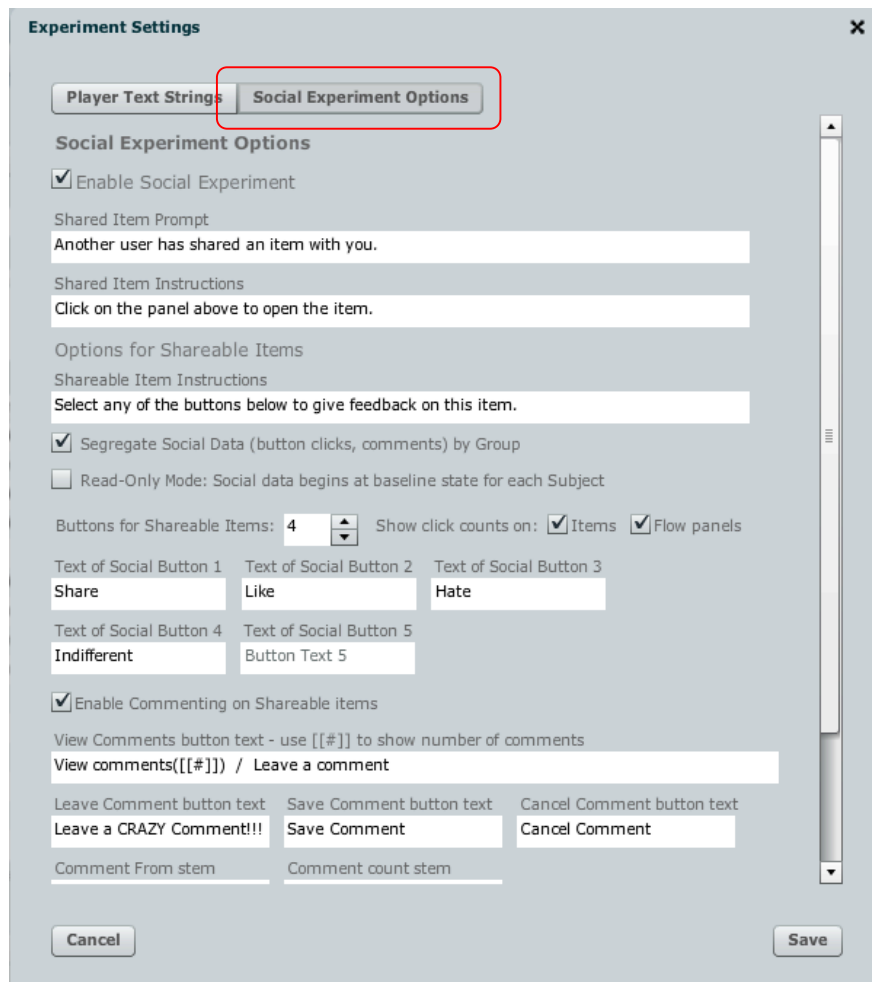 Experiment Settings
Player Text Strings Social Experiment Options
Social Experiment Options
Enable Social Experiment
Shared Item Prompt
Another user has shared an item with you.
Shared Item Instructions
Click on the panel above to open the item.
Options for Shareable Items
Shareable Item Instructions
Select any of the buttons below to give feedback on this item.
Segregate Social Data (button clicks, comments) by Group
Read-Only Mode: Social data begins at baseline state for each Subject
Buttons for Shareable Items: 4 Show click counts on: Items Flow panels
Text of Social Button 1 Text of Social Button 2 Text of Social Button 3
Share Like Hate
Text of Social Button 4 Text of Social Button 5
Indifferent Button Text 5
Enable Commenting on Shareable items
View Comments button text - use [[#]] to show number of comments
View comments([[#]]) / Leave a comment
Leave Comment button text Save Comment button text Cancel Comment button text
Leave a CRAZY Comment!!! Save Comment Cancel Comment
Comment From stem Comment count stem
Cancel Save